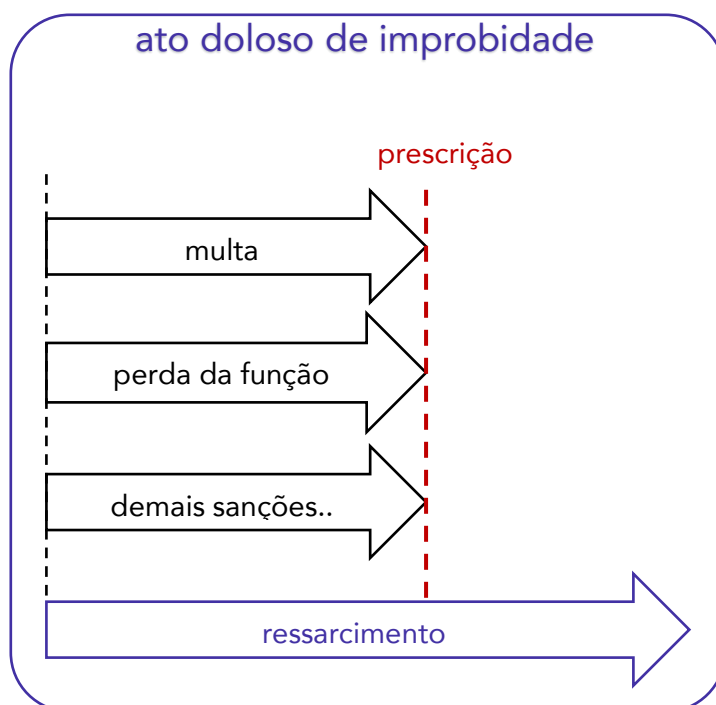 ato doloso de improbidade
prescrição
multa
perda da função
demais sanções..
ressarcimento